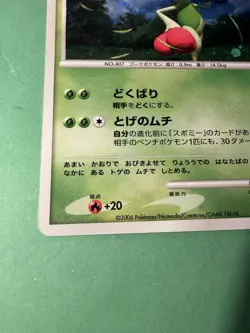 NO.407 ブーケポケモン 高さ：0.9m 重さ：14.5kg
どくばり
相手をどくにする。
とげのムチ
自分の進化前に『スボミー』のカードがあ
相手のベンチポケモン1匹にも、30ダメー
あまい かおりで おびきよせて りょううでの はなたばの
なかに ある トゲの ムチで しとめる。
弱点
+20
抵抗力
©2006 Pokémon/Nintendo/Creatures/GAME FREAK.